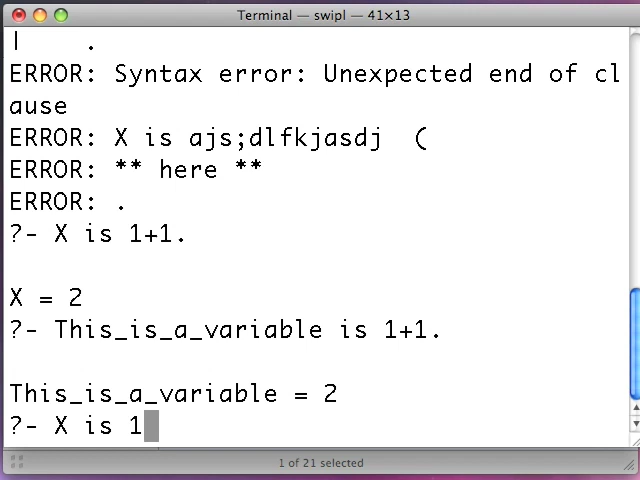 Terminal — swipl — 41×13
|    .
ERROR: Syntax error: Unexpected end of cl
ause
ERROR: X is ajs;dlfkjasdj  (
ERROR: ** here **
ERROR: .
?- X is 1+1.
X = 2
?- This_is_a_variable is 1+1.
This_is_a_variable = 2
?- X is 1
1 of 21 selected